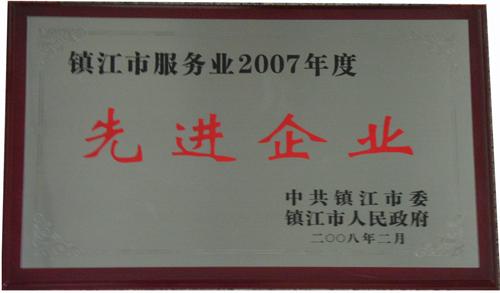 镇江市服务业2007年度
先进企业
中共镇江市委
镇江市人民政府
二〇〇八年二月